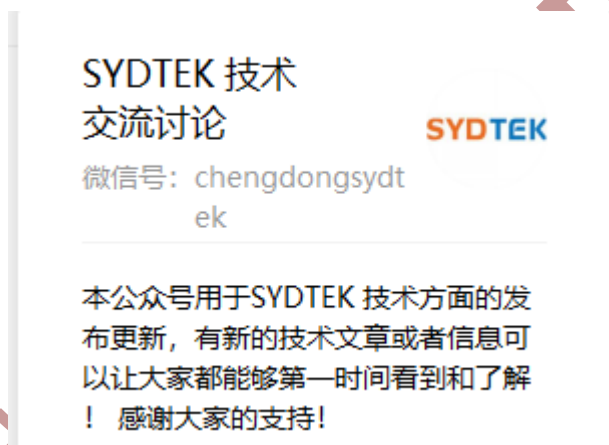 SYDTEK 技术
交流讨论
SYDTEK
微信号：chengdongsydt
ek
本公众号用于SYDTEK 技术方面的发
布更新，有新的技术文章或者信息可
以让大家都能够第一时间看到和了解
！ 感谢大家的支持！